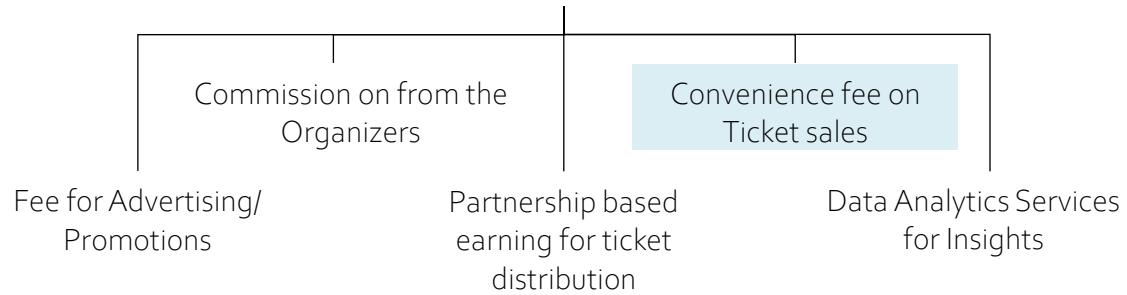 Commission on from the
Organizers
Convenience fee on
Ticket sales
Fee for Advertising/
Promotions
Partnership based
earning for ticket
distribution
Data Analytics Services
for Insights